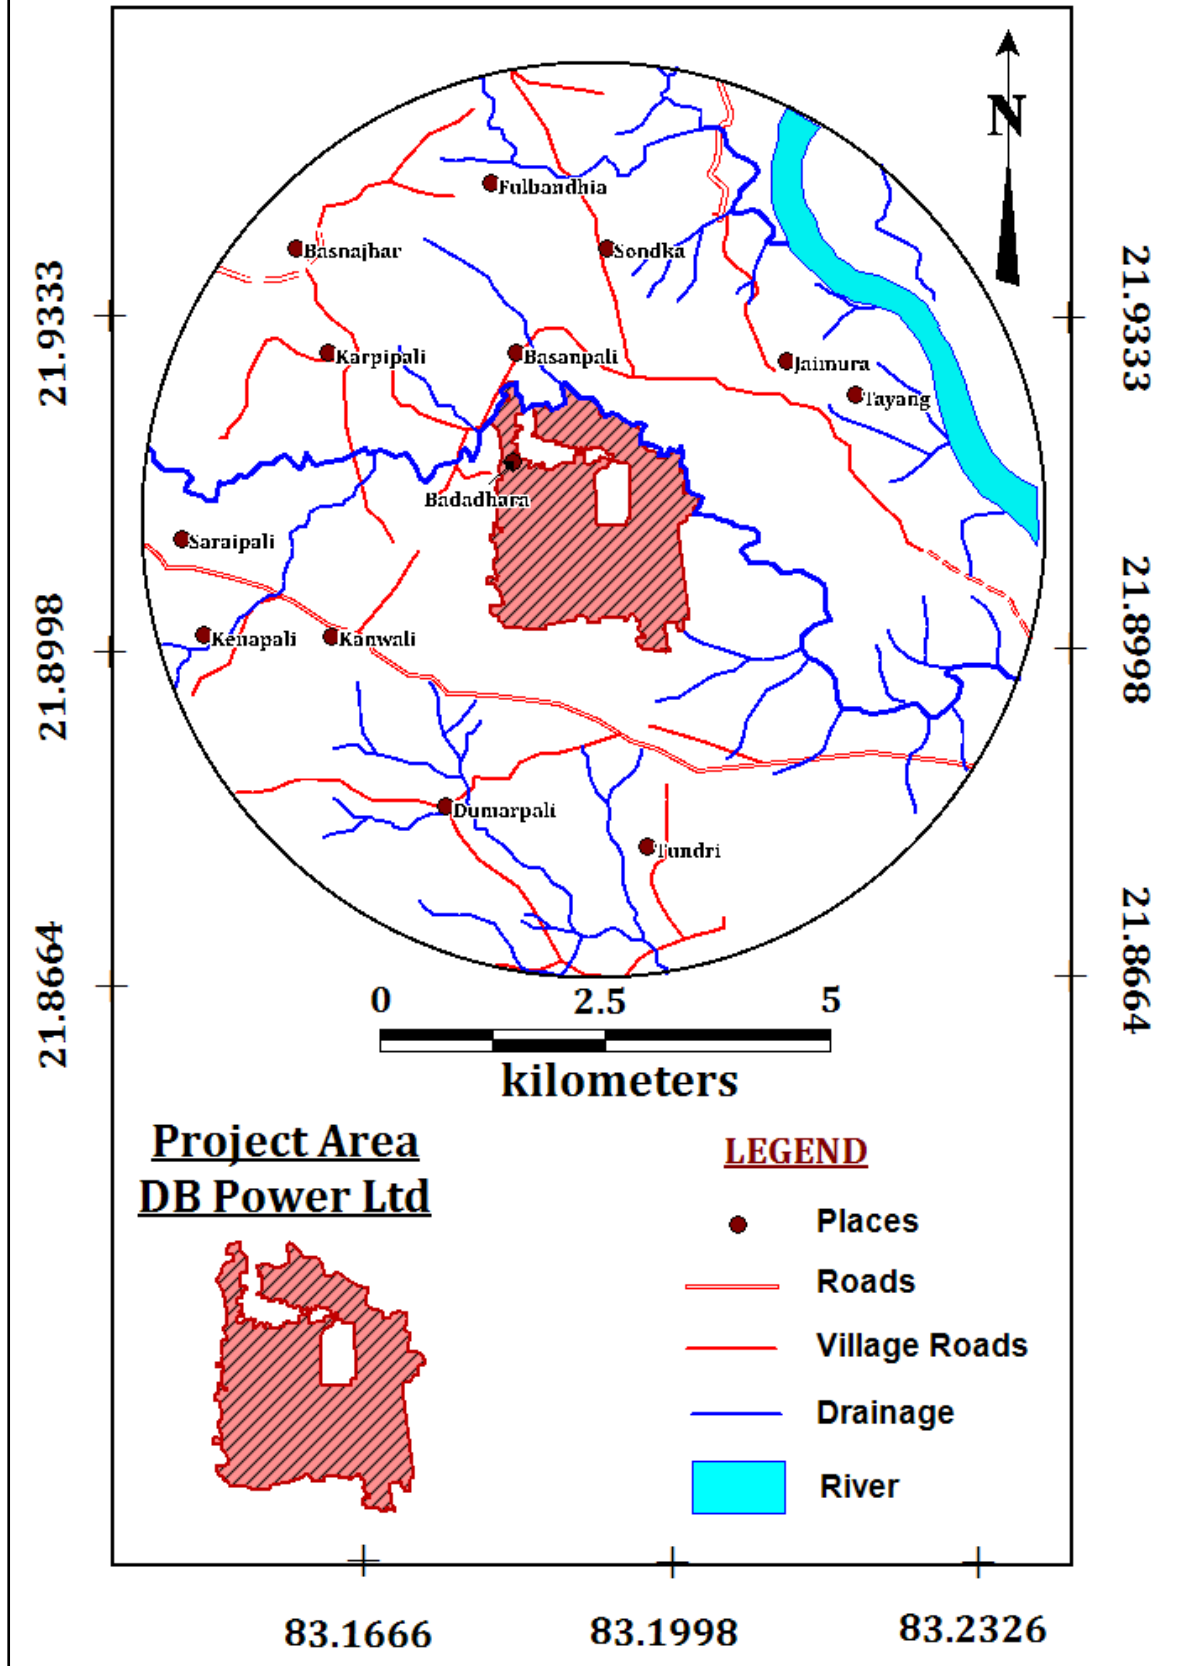 N
Fulbandhia
Basnajhar
Sondka
21.9333
21.9333
Karpipali
Basanpali
Jaimura
Tayang
Badadhara
Saraipali
Kenapali
Kanwali
21.8998
21.8998
Dumarpali
Tundri
21.8664
21.8664
0 2.5 5
kilometers
Project Area
DB Power Ltd
LEGEND
Places
Roads
Village Roads
Drainage
River
83.1666 83.1998 83.2326